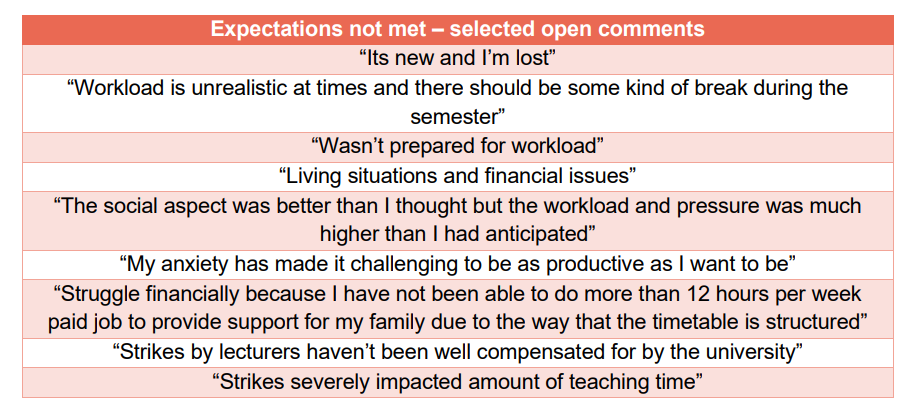 Expectations not met – selected open comments
“Its new and I’m lost”
“Workload is unrealistic at times and there should be some kind of break during the
semester”
“Wasn’t prepared for workload”
“Living situations and financial issues”
“The social aspect was better than I thought but the workload and pressure was much
higher than I had anticipated”
“My anxiety has made it challenging to be as productive as I want to be”
“Struggle financially because I have not been able to do more than 12 hours per week
paid job to provide support for my family due to the way that the timetable is structured”
“Strikes by lecturers haven’t been well compensated for by the university”
“Strikes severely impacted amount of teaching time”